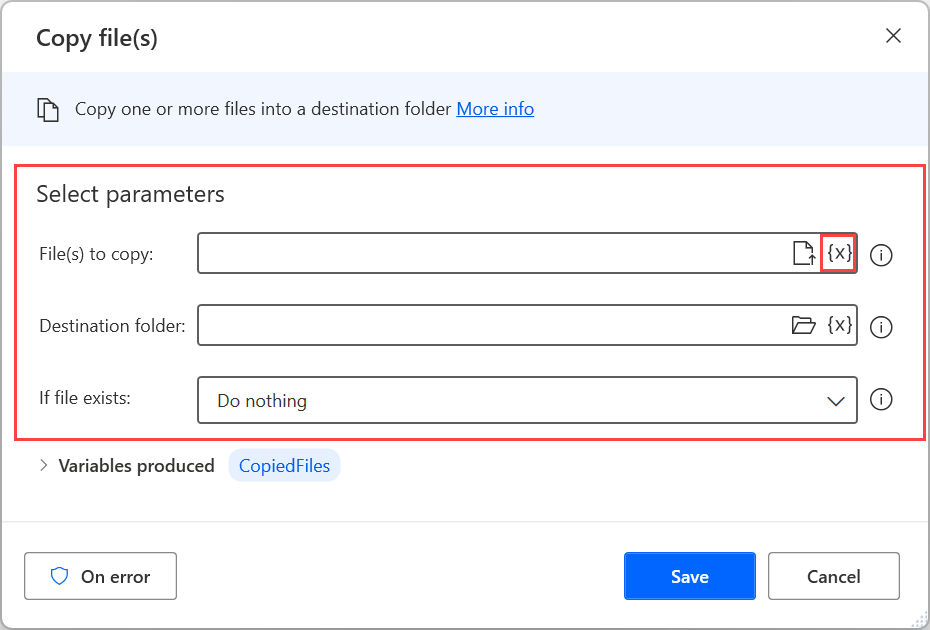 Copy file(s)
Copy one or more files into a destination folder More info
Select parameters
File(s) to copy: {x}
Destination folder: {x}
If file exists: Do nothing
Variables produced CopiedFiles
On error Save Cancel